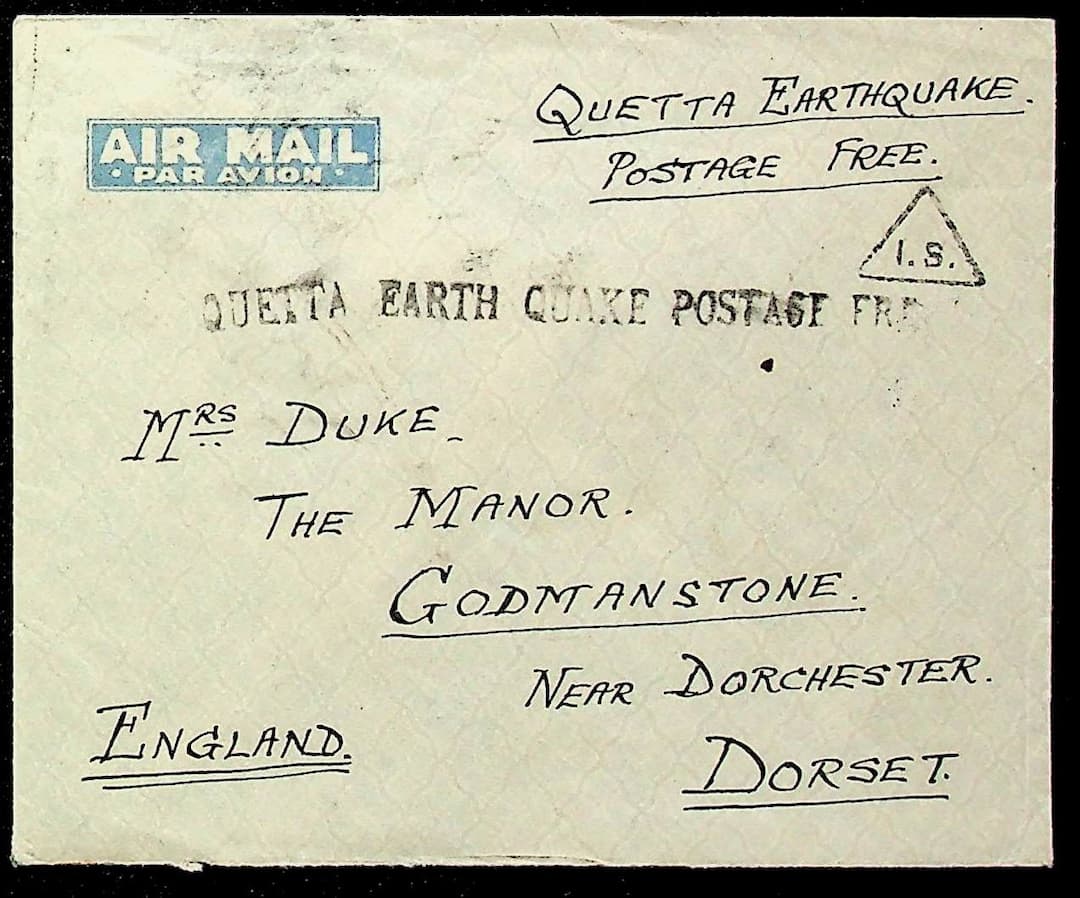 QUETTA EARTHQUAKE.
POSTAGE FREE.
AIR MAIL
· PAR AVION ·
I. S.
QUETTA EARTH QUAKE POSTAGE FREE
MRS DUKE
THE MANOR.
GODMANSTONE.
NEAR DORCHESTER.
ENGLAND.
DORSET.